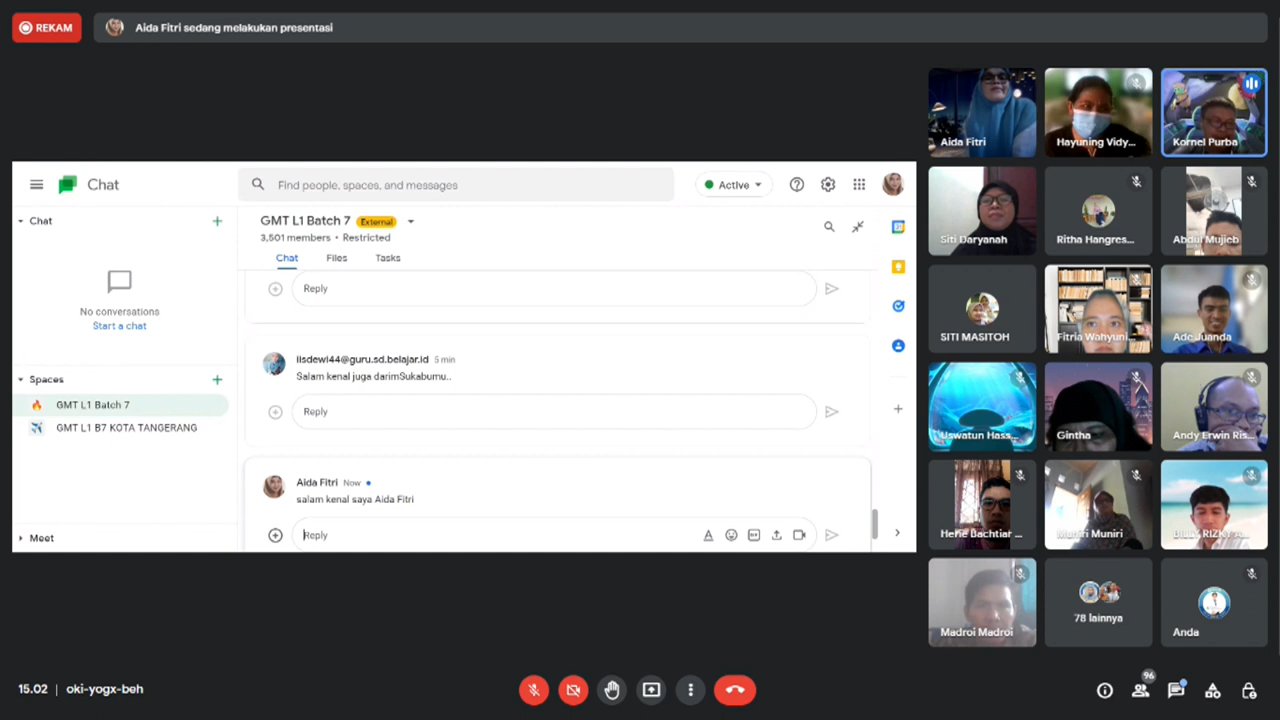 REKAM
Aida Fitri sedang melakukan presentasi
Chat
Find people, spaces, and messages
Active
Chat
No conversations
Start a chat
Spaces
GMT L1 Batch 7
GMT L1 B7 KOTA TANGERANG
Meet
GMT L1 Batch 7 External
3,501 members • Restricted
Chat Files Tasks
Reply
iisdewi44@guru.sd.belajar.id 5 min
Salam kenal juga darimSukabumu..
Reply
Aida Fitri Now
salam kenal saya Aida Fitri
Reply
Aida Fitri
Hayuning Vidy...
Kornel Purba
Siti Daryanah
Ritha Hangres...
Abdul Mujieb
SITI MASITOH
Fitria Wahyuni...
Ade Juanda
Uswatun Hass...
Gintha
Andy Erwin Ris...
Herie Bachtiar ...
Muniri Muniri
RIZKY
Madroi Madroi
78 lainnya
Anda
15.02 | oki-yogx-beh
96